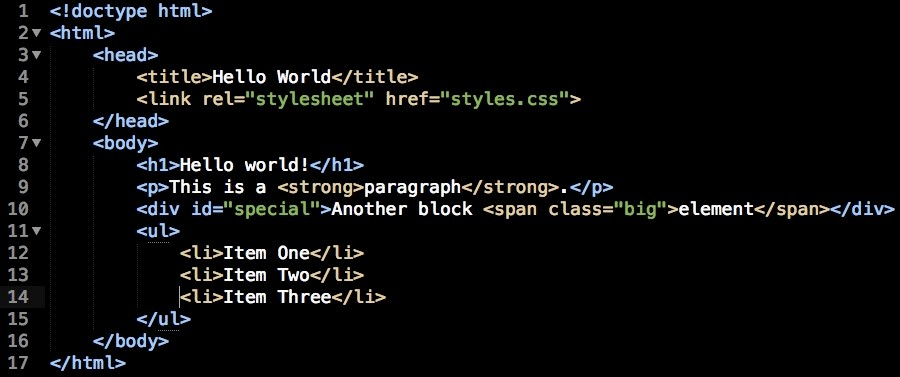 1 <!doctype html>
2 <html>
3 <head>
4 <title>Hello World</title>
5 <link rel="stylesheet" href="styles.css">
6 </head>
7 <body>
8 <h1>Hello world!</h1>
9 <p>This is a <strong>paragraph</strong>.</p>
10 <div id="special">Another block <span class="big">element</span></div>
11 <ul>
12 <li>Item One</li>
13 <li>Item Two</li>
14 <li>Item Three</li>
15 </ul>
16 </body>
17 </html>